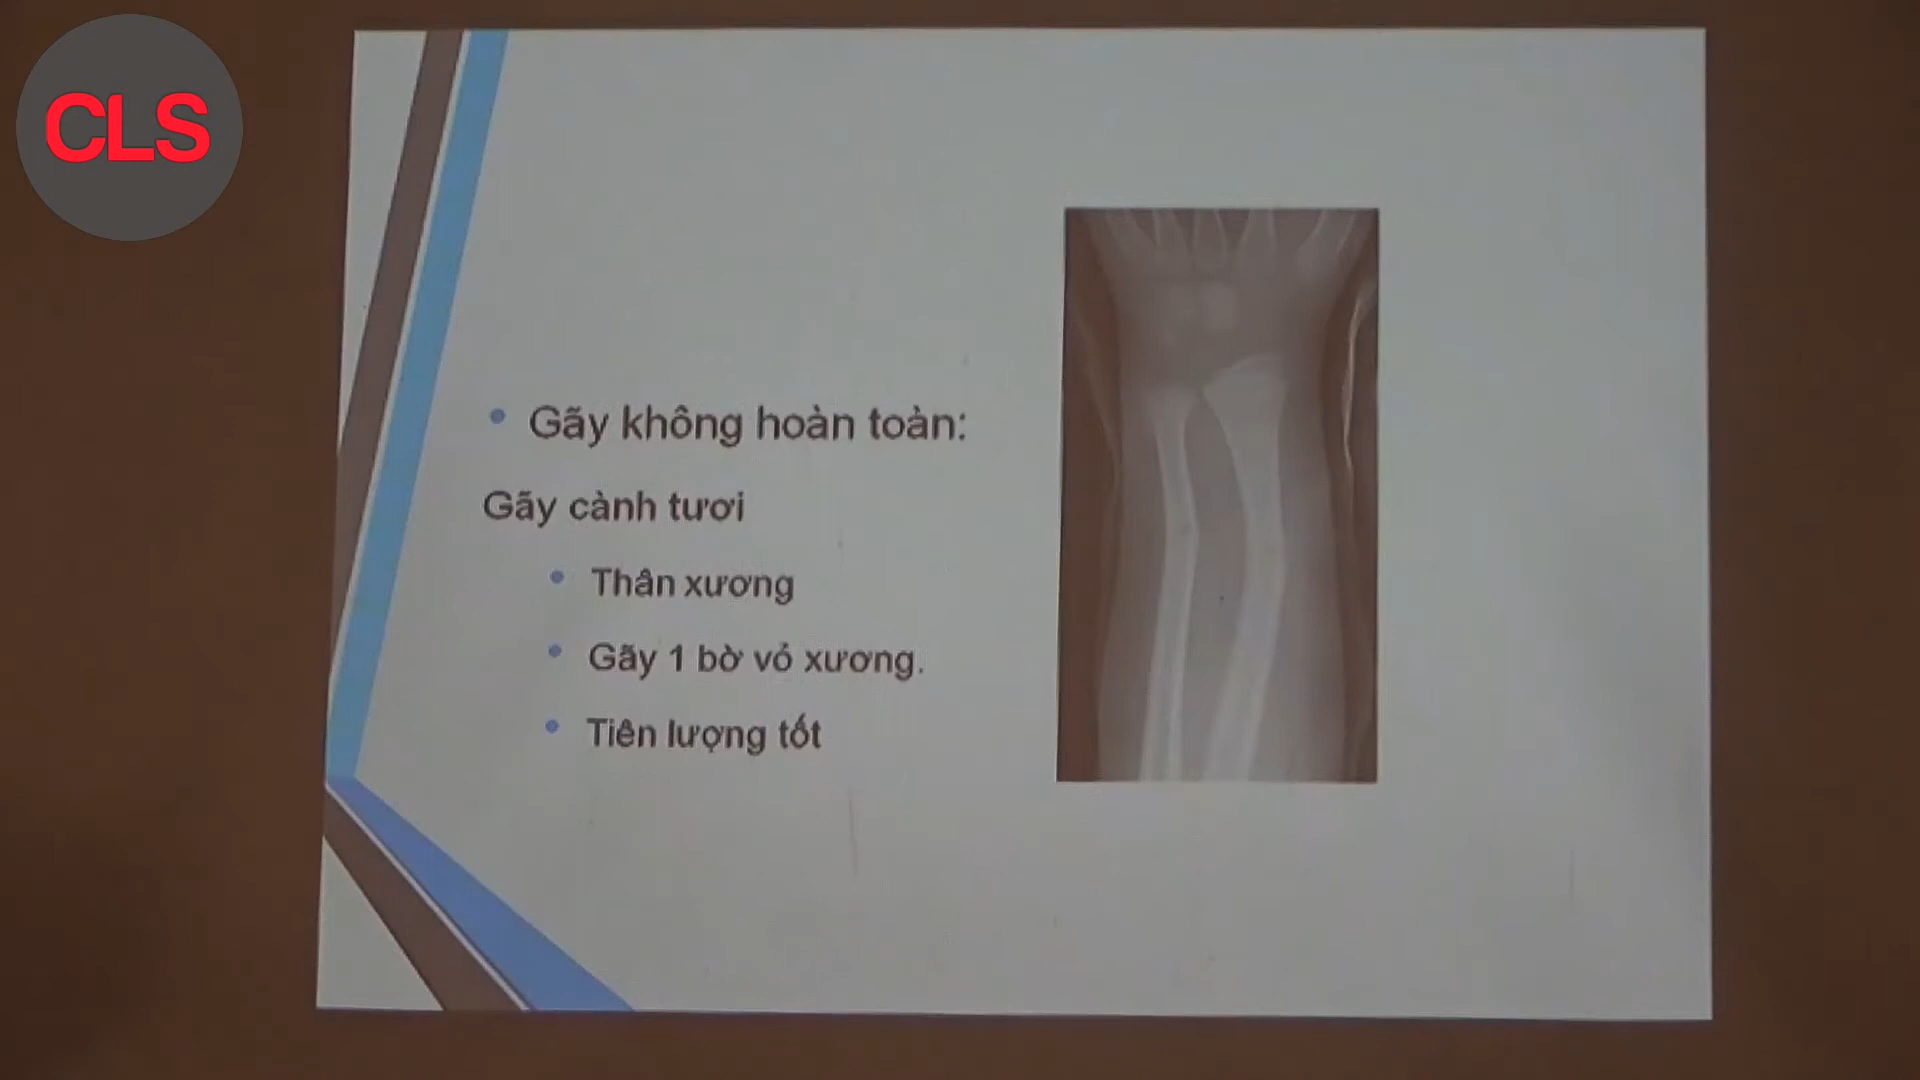 CLS
Gãy không hoàn toàn:
Gãy cành tươi
Thân xương
Gãy 1 bờ vỏ xương.
Tiên lượng tốt